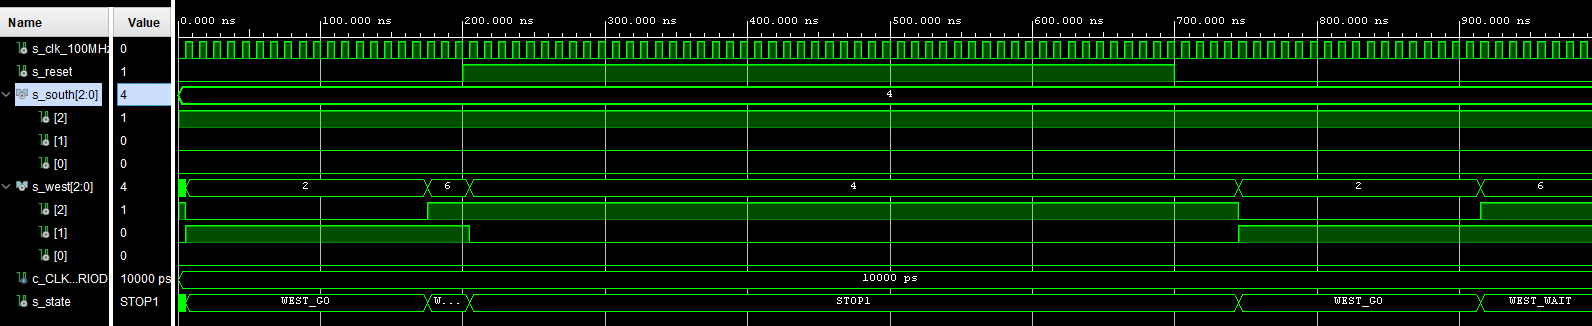 Name Value 0.000 ns 100.000 ns 200.000 ns 300.000 ns 400.000 ns 500.000 ns 600.000 ns 700.000 ns 800.000 ns 900.000 ns
s_clk_100MHz 0
s_reset 1
s_south[2:0] 4 4
[2] 1
[1] 0
[0] 0
s_west[2:0] 4 2 6 4 2 6
[2] 1
[1] 0
[0] 0
c_CLK...RIOD 10000 ps 10000 ps
s_state STOP1 WEST_GO W... STOP1 WEST_GO WEST_WAIT